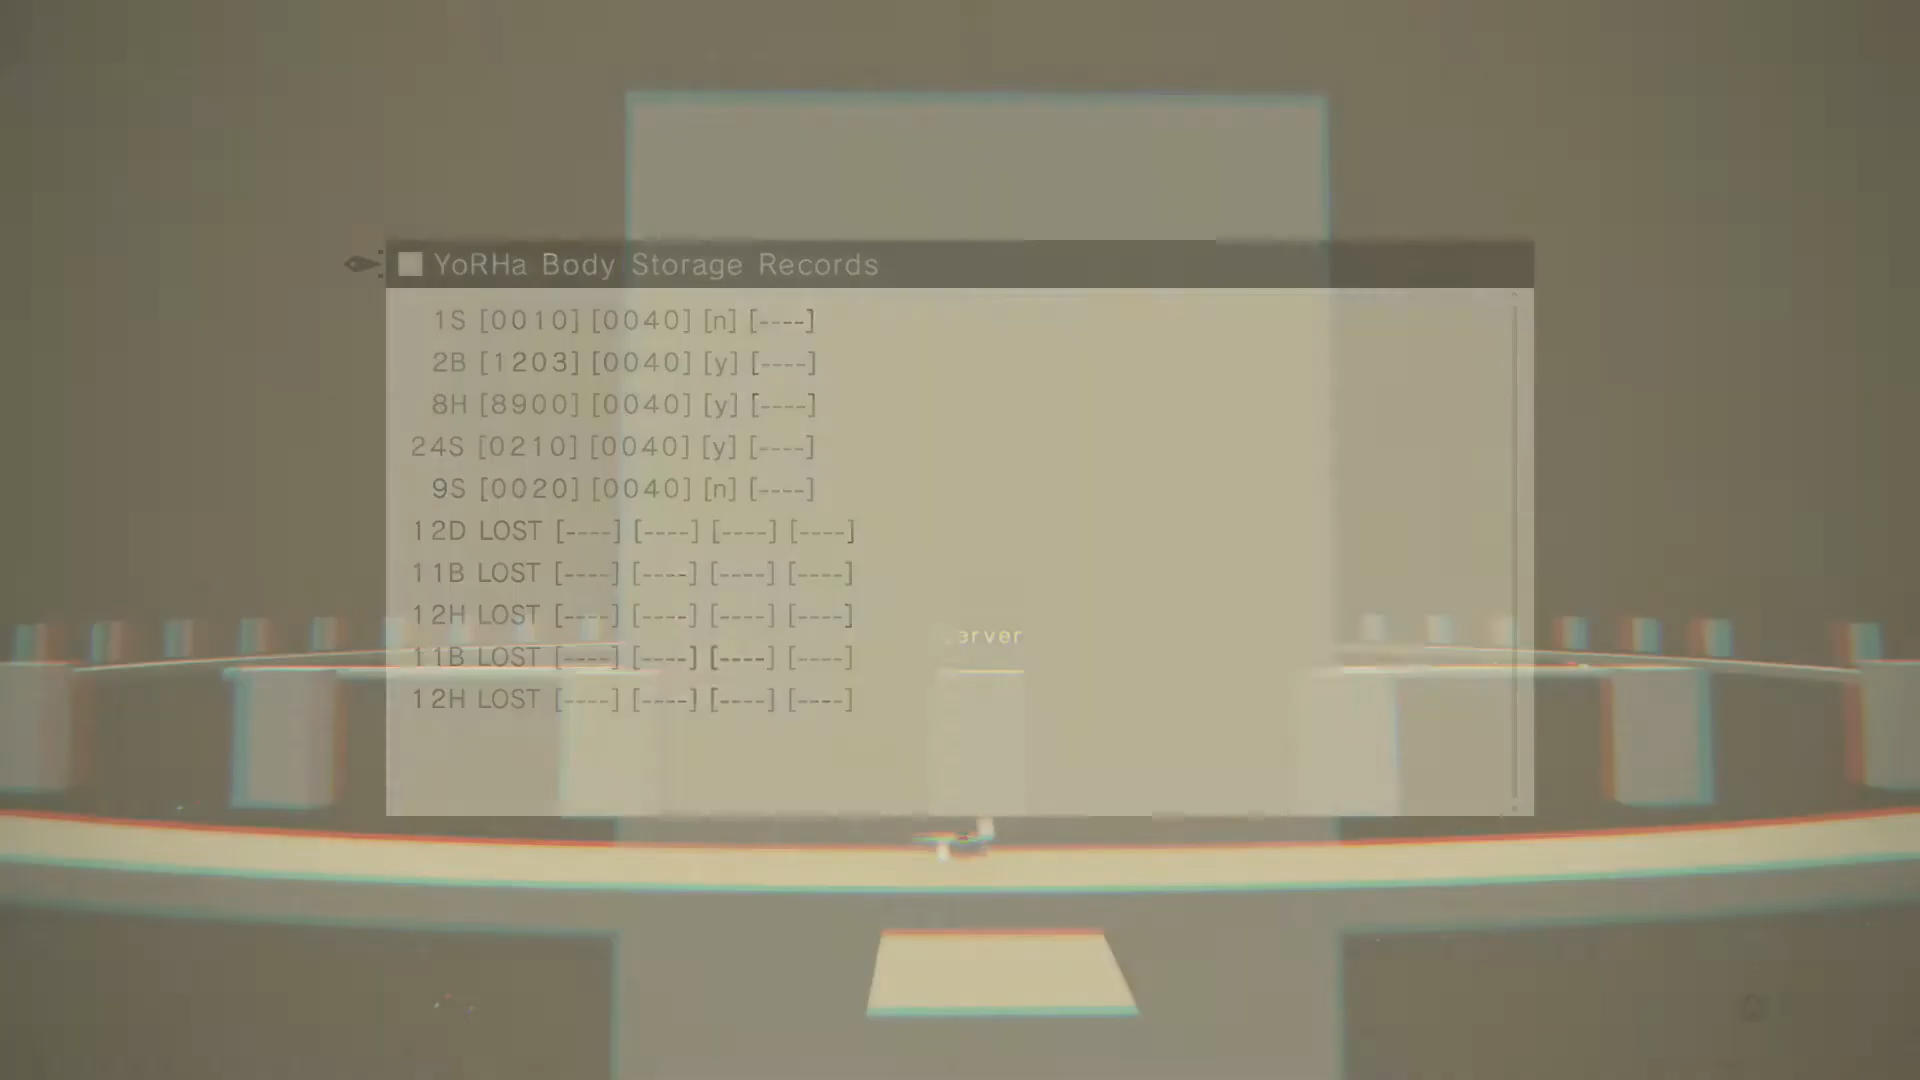 YoRHa Body Storage Records
1S [0010] [0040] [n] [----]
2B [1203] [0040] [y] [----]
8H [8900] [0040] [y] [----]
24S [0210] [0040] [y] [----]
9S [0020] [0040] [n] [----]
12D LOST [----] [----] [----] [----]
11B LOST [----] [----] [----] [----]
12H LOST [----] [----] [----] [----]
11B LOST [----] [----] [----] [----]
12H LOST [----] [----] [----] [----]